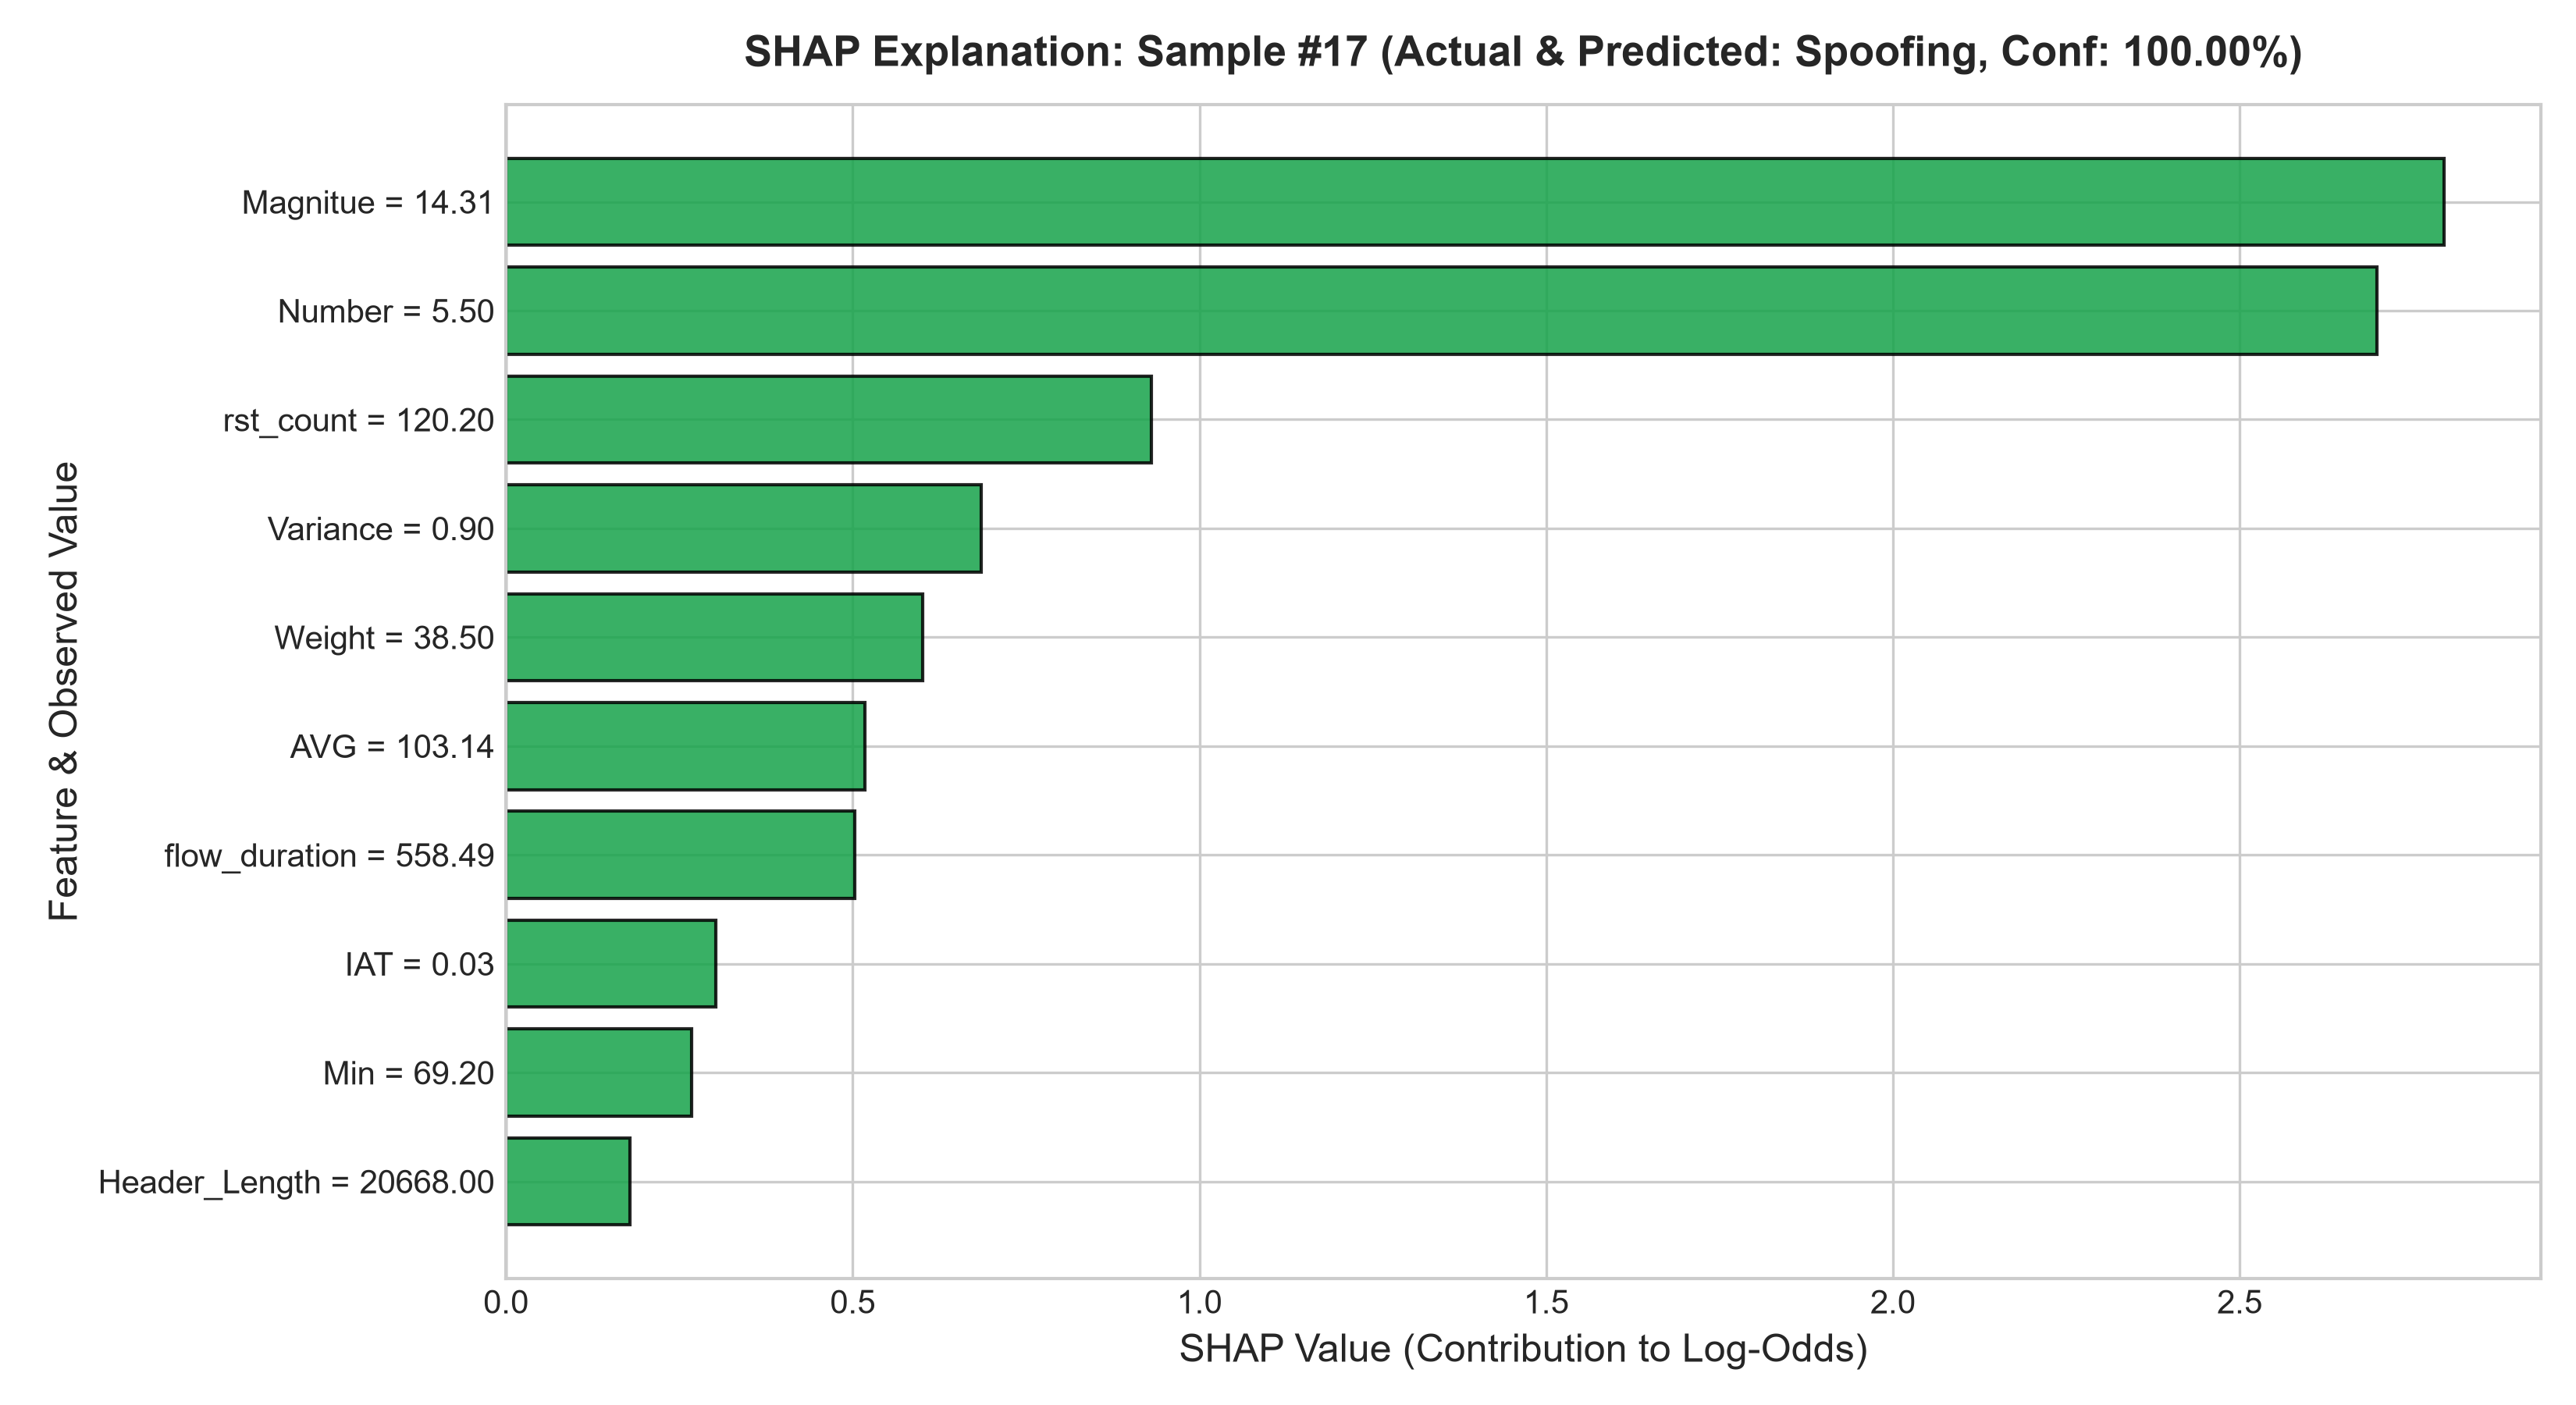 SHAP Explanation: Sample #17 (Actual & Predicted: Spoofing, Conf: 100.00%)
Feature & Observed Value
Magnitue = 14.31
Number = 5.50
rst_count = 120.20
Variance = 0.90
Weight = 38.50
AVG = 103.14
flow_duration = 558.49
IAT = 0.03
Min = 69.20
Header_Length = 20668.00
0.0 0.5 1.0 1.5 2.0 2.5
SHAP Value (Contribution to Log-Odds)